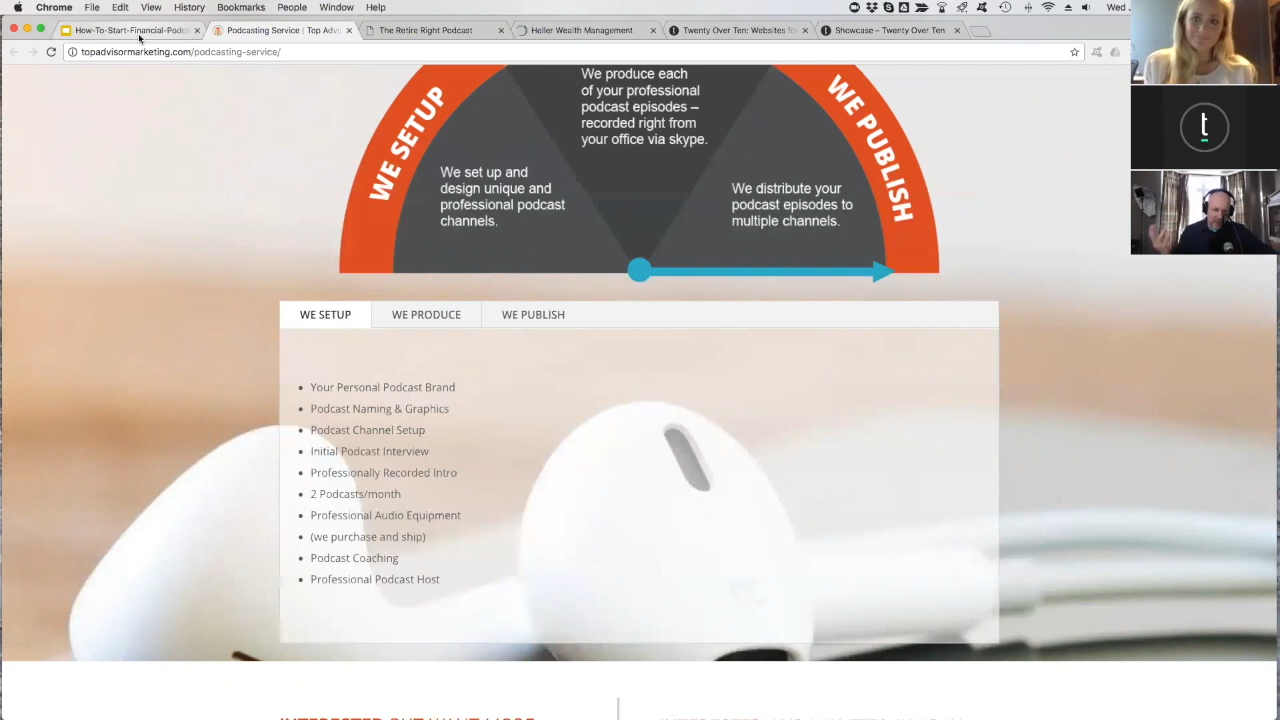 Chrome File Edit View History Bookmarks People Window Help
Wed
How-To-Start-Financial-Podc
Podcasting Service | Top Adv
The Retire Right Podcast
Heller Wealth Management
Twenty Over Ten: Websites fo
Showcase – Twenty Over Ten
topadvisormarketing.com/podcasting-service/
WE SETUP
We set up and
design unique and
professional podcast
channels.
We produce each
of your professional
podcast episodes –
recorded right from
your office via skype.
WE PUBLISH
We distribute your
podcast episodes to
multiple channels.
t
WE SETUP WE PRODUCE WE PUBLISH
• Your Personal Podcast Brand
• Podcast Naming & Graphics
• Podcast Channel Setup
• Initial Podcast Interview
• Professionally Recorded Intro
• 2 Podcasts/month
• Professional Audio Equipment
• (we purchase and ship)
• Podcast Coaching
• Professional Podcast Host